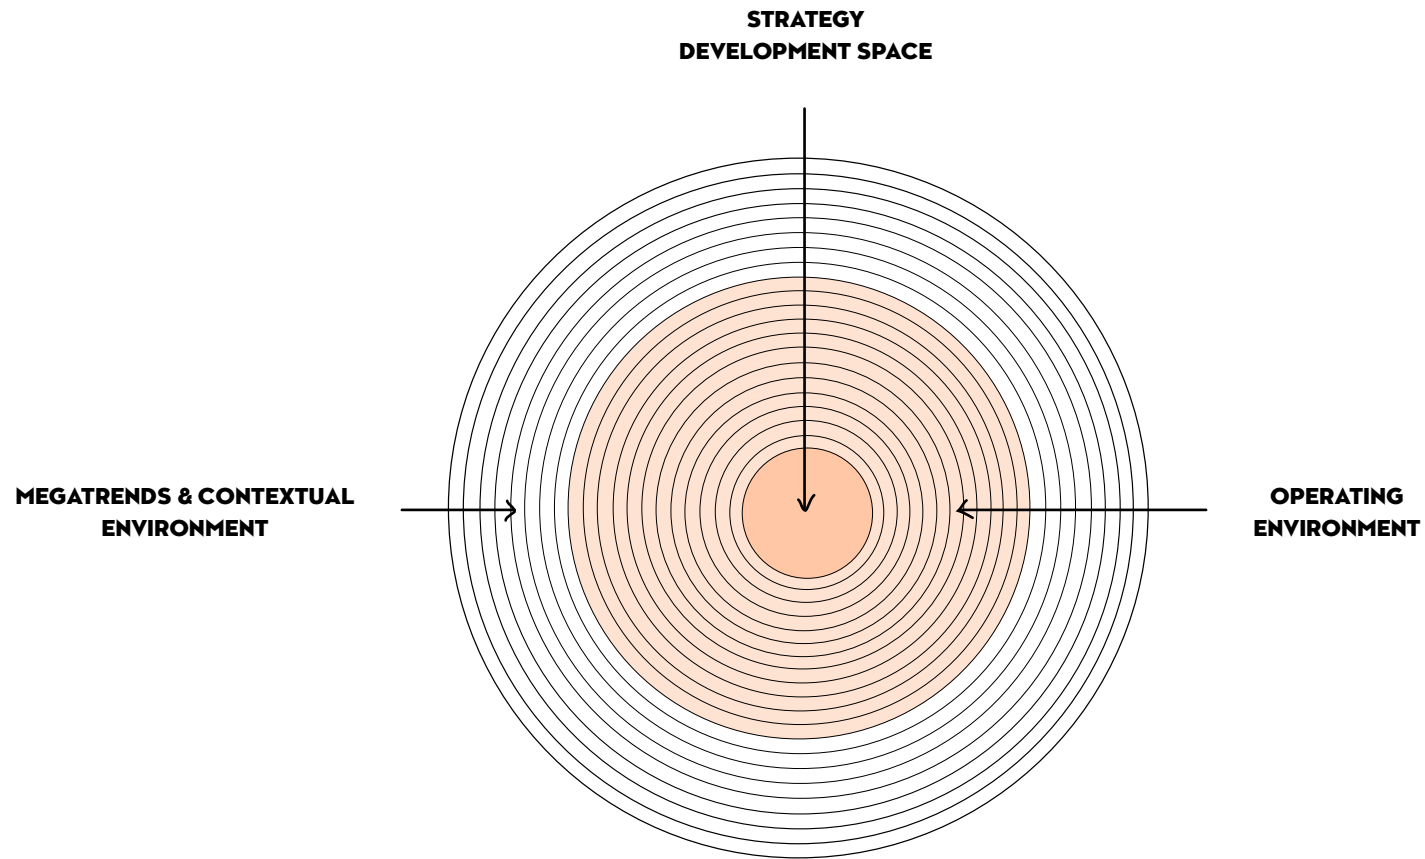 STRATEGY
DEVELOPMENT SPACE
MEGATRENDS & CONTEXTUAL
ENVIRONMENT
OPERATING
ENVIRONMENT